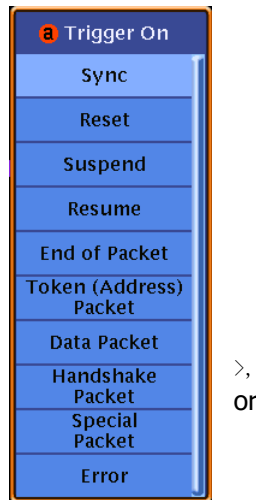 a Trigger On
Sync
Reset
Suspend
Resume
End of Packet
Token (Address)
Packet
Data Packet
Handshake
Packet
Special
Packet
Error
>,
or